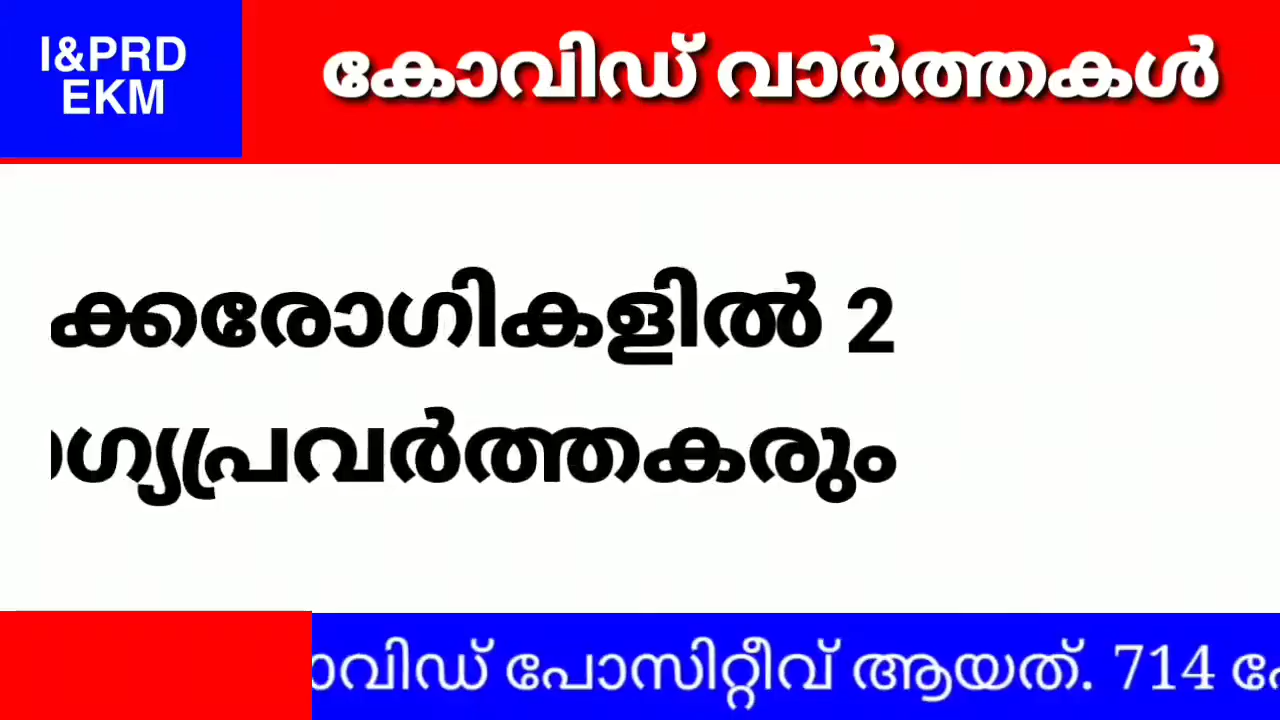 I&PRD
EKM
കോവിഡ് വാർത്തകൾ
ക്കരോഗികളിൽ 2
ഗ്യപ്രവർത്തകരും
ാവിഡ് പോസിറ്റീവ് ആയത്. 714 പേ